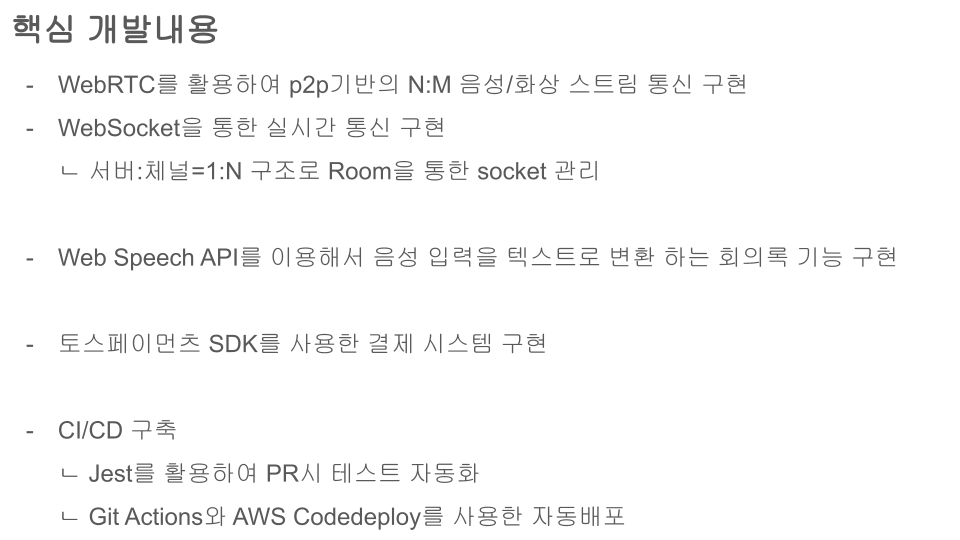 핵심 개발내용
- WebRTC를 활용하여 p2p기반의 N:M 음성/화상 스트림 통신 구현
- WebSocket을 통한 실시간 통신 구현
ㄴ 서버:체널=1:N 구조로 Room을 통한 socket 관리
- Web Speech API를 이용해서 음성 입력을 텍스트로 변환 하는 회의록 기능 구현
- 토스페이먼츠 SDK를 사용한 결제 시스템 구현
- CI/CD 구축
ㄴ Jest를 활용하여 PR시 테스트 자동화
ㄴ Git Actions와 AWS Codedeploy를 사용한 자동배포